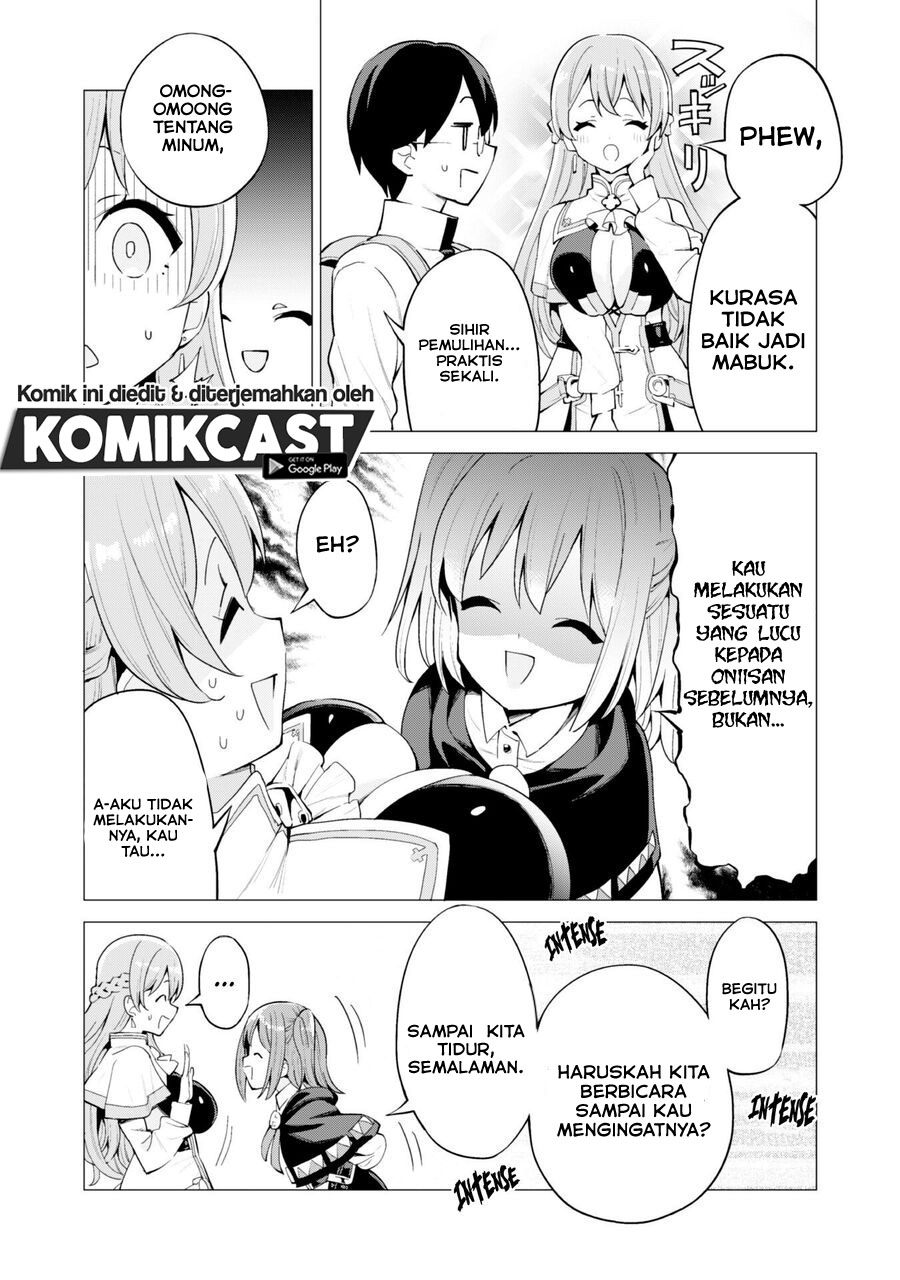 PHEW,
KURASA
TIDAK
BAIK JADI
MABUK.
スッキリ
SIHIR
PEMULIHAN...
PRAKTIS
SEKALI.
OMONG-
OMOONG
TENTANG
MINUM,
Komik ini diedit & diterjemahkan oleh
KOMIKCAST
GET IT ON
Google Play
KAU
MELAKUKAN
SESUATU
YANG LUCU
KEPADA
ONIISAN
SEBELUMNYA,
BUKAN...
EH?
A-AKU TIDAK
MELAKUKAN-
NYA, KAU
TAU...
BEGITU
KAH?
INTENSE
HARUSKAH KITA
BERBICARA
SAMPAI KAU
MENGINGATNYA?
INTENSE
SAMPAI KITA
TIDUR,
SEMALAMAN.
INTENSE
...